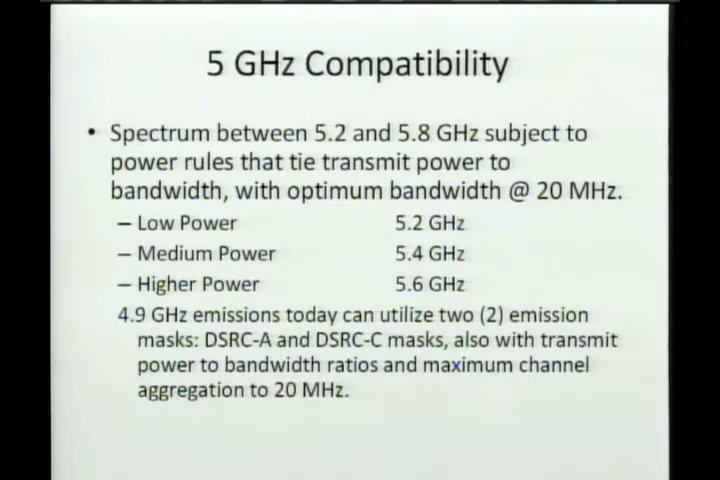 5 GHz Compatibility
• Spectrum between 5.2 and 5.8 GHz subject to
power rules that tie transmit power to
bandwidth, with optimum bandwidth @ 20 MHz.
– Low Power 5.2 GHz
– Medium Power 5.4 GHz
– Higher Power 5.6 GHz
4.9 GHz emissions today can utilize two (2) emission
masks: DSRC-A and DSRC-C masks, also with transmit
power to bandwidth ratios and maximum channel
aggregation to 20 MHz.